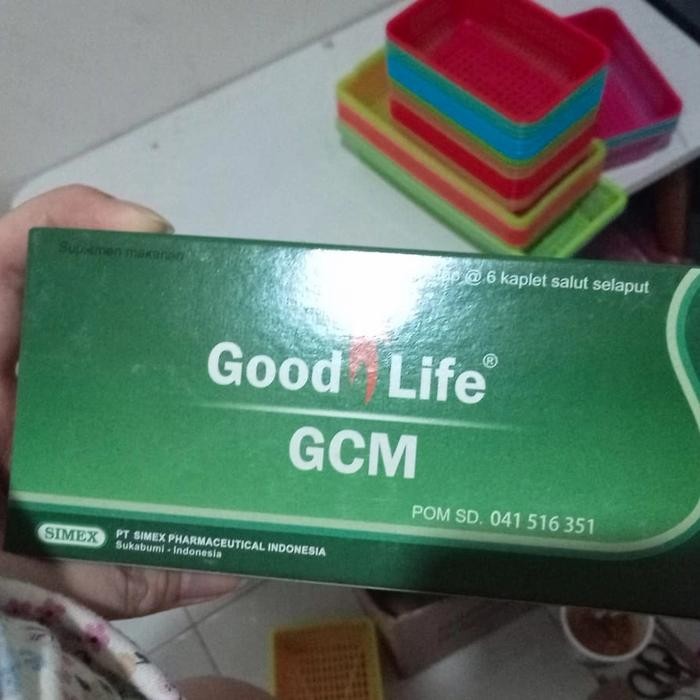 Suplemen makanan
@ 6 kaplet salut selaput
Good Life®
GCM
POM SD. 041 516 351
SIMEX
PT SIMEX PHARMACEUTICAL INDONESIA
Sukabumi - Indonesia